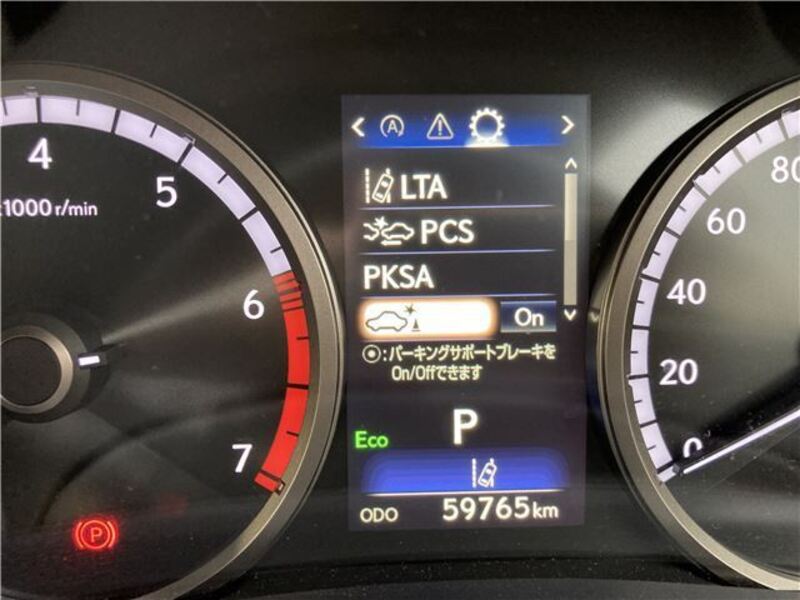 A
LTA
PCS
PKSA
On
:パーキングサポートブレーキを
On/Offできます
P
Eco
ODO 59765km
4
5
6
7
x1000 r/min
P
80
60
40
20
0